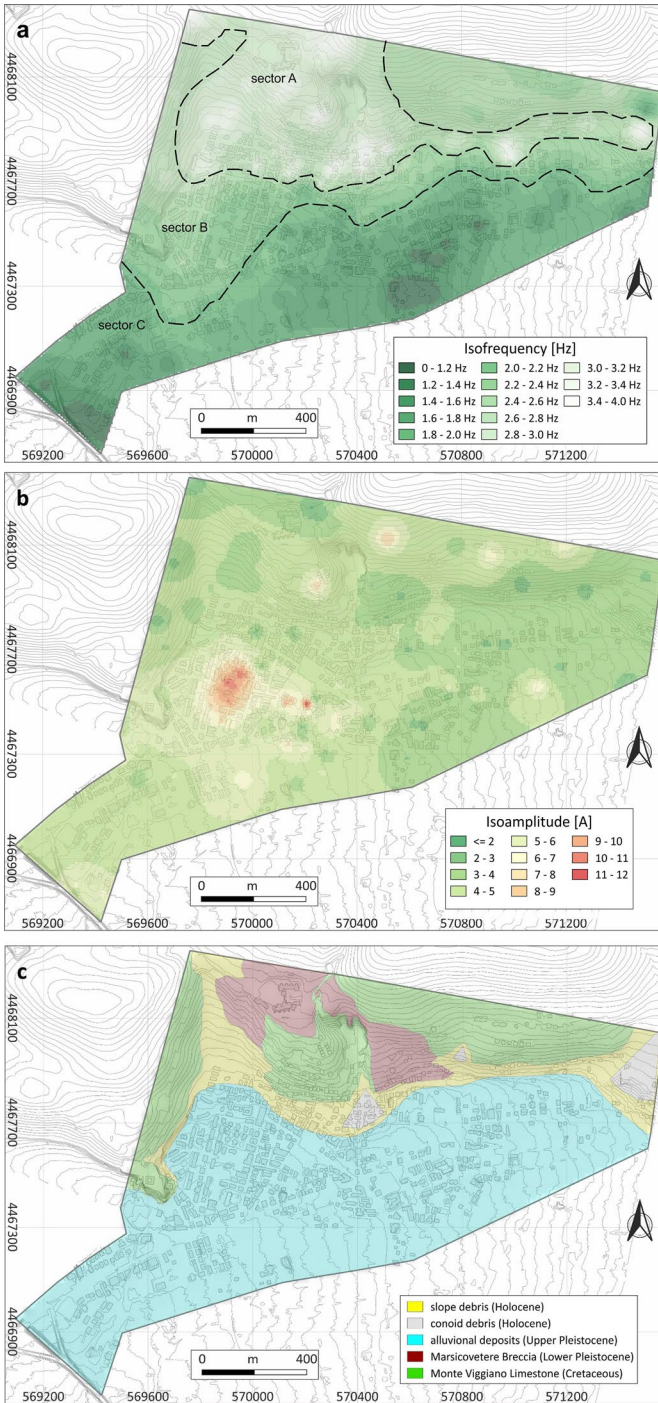 a
sector A
sector B
sector C
4468100
4467700
4467300
4466900
Isofrequency [Hz]
0 - 1.2 Hz
1.2 - 1.4 Hz
1.4 - 1.6 Hz
1.6 - 1.8 Hz
1.8 - 2.0 Hz
2.0 - 2.2 Hz
2.2 - 2.4 Hz
2.4 - 2.6 Hz
2.6 - 2.8 Hz
2.8 - 3.0 Hz
3.0 - 3.2 Hz
3.2 - 3.4 Hz
3.4 - 4.0 Hz
0 m 400
569200 569600 570000 570400 570800 571200
b
4468100
4467700
4467300
4466900
Isoamplitude [A]
<= 2
2 - 3
3 - 4
4 - 5
5 - 6
6 - 7
7 - 8
8 - 9
9 - 10
10 - 11
11 - 12
0 m 400
569200 569600 570000 570400 570800 571200
c
4468100
4467700
4467300
4466900
slope debris (Holocene)
conoid debris (Holocene)
alluvional deposits (Upper Pleistocene)
Marsicovetere Breccia (Lower Pleistocene)
Monte Viggiano Limestone (Cretaceous)
0 m 400
569200 569600 570000 570400 570800 571200